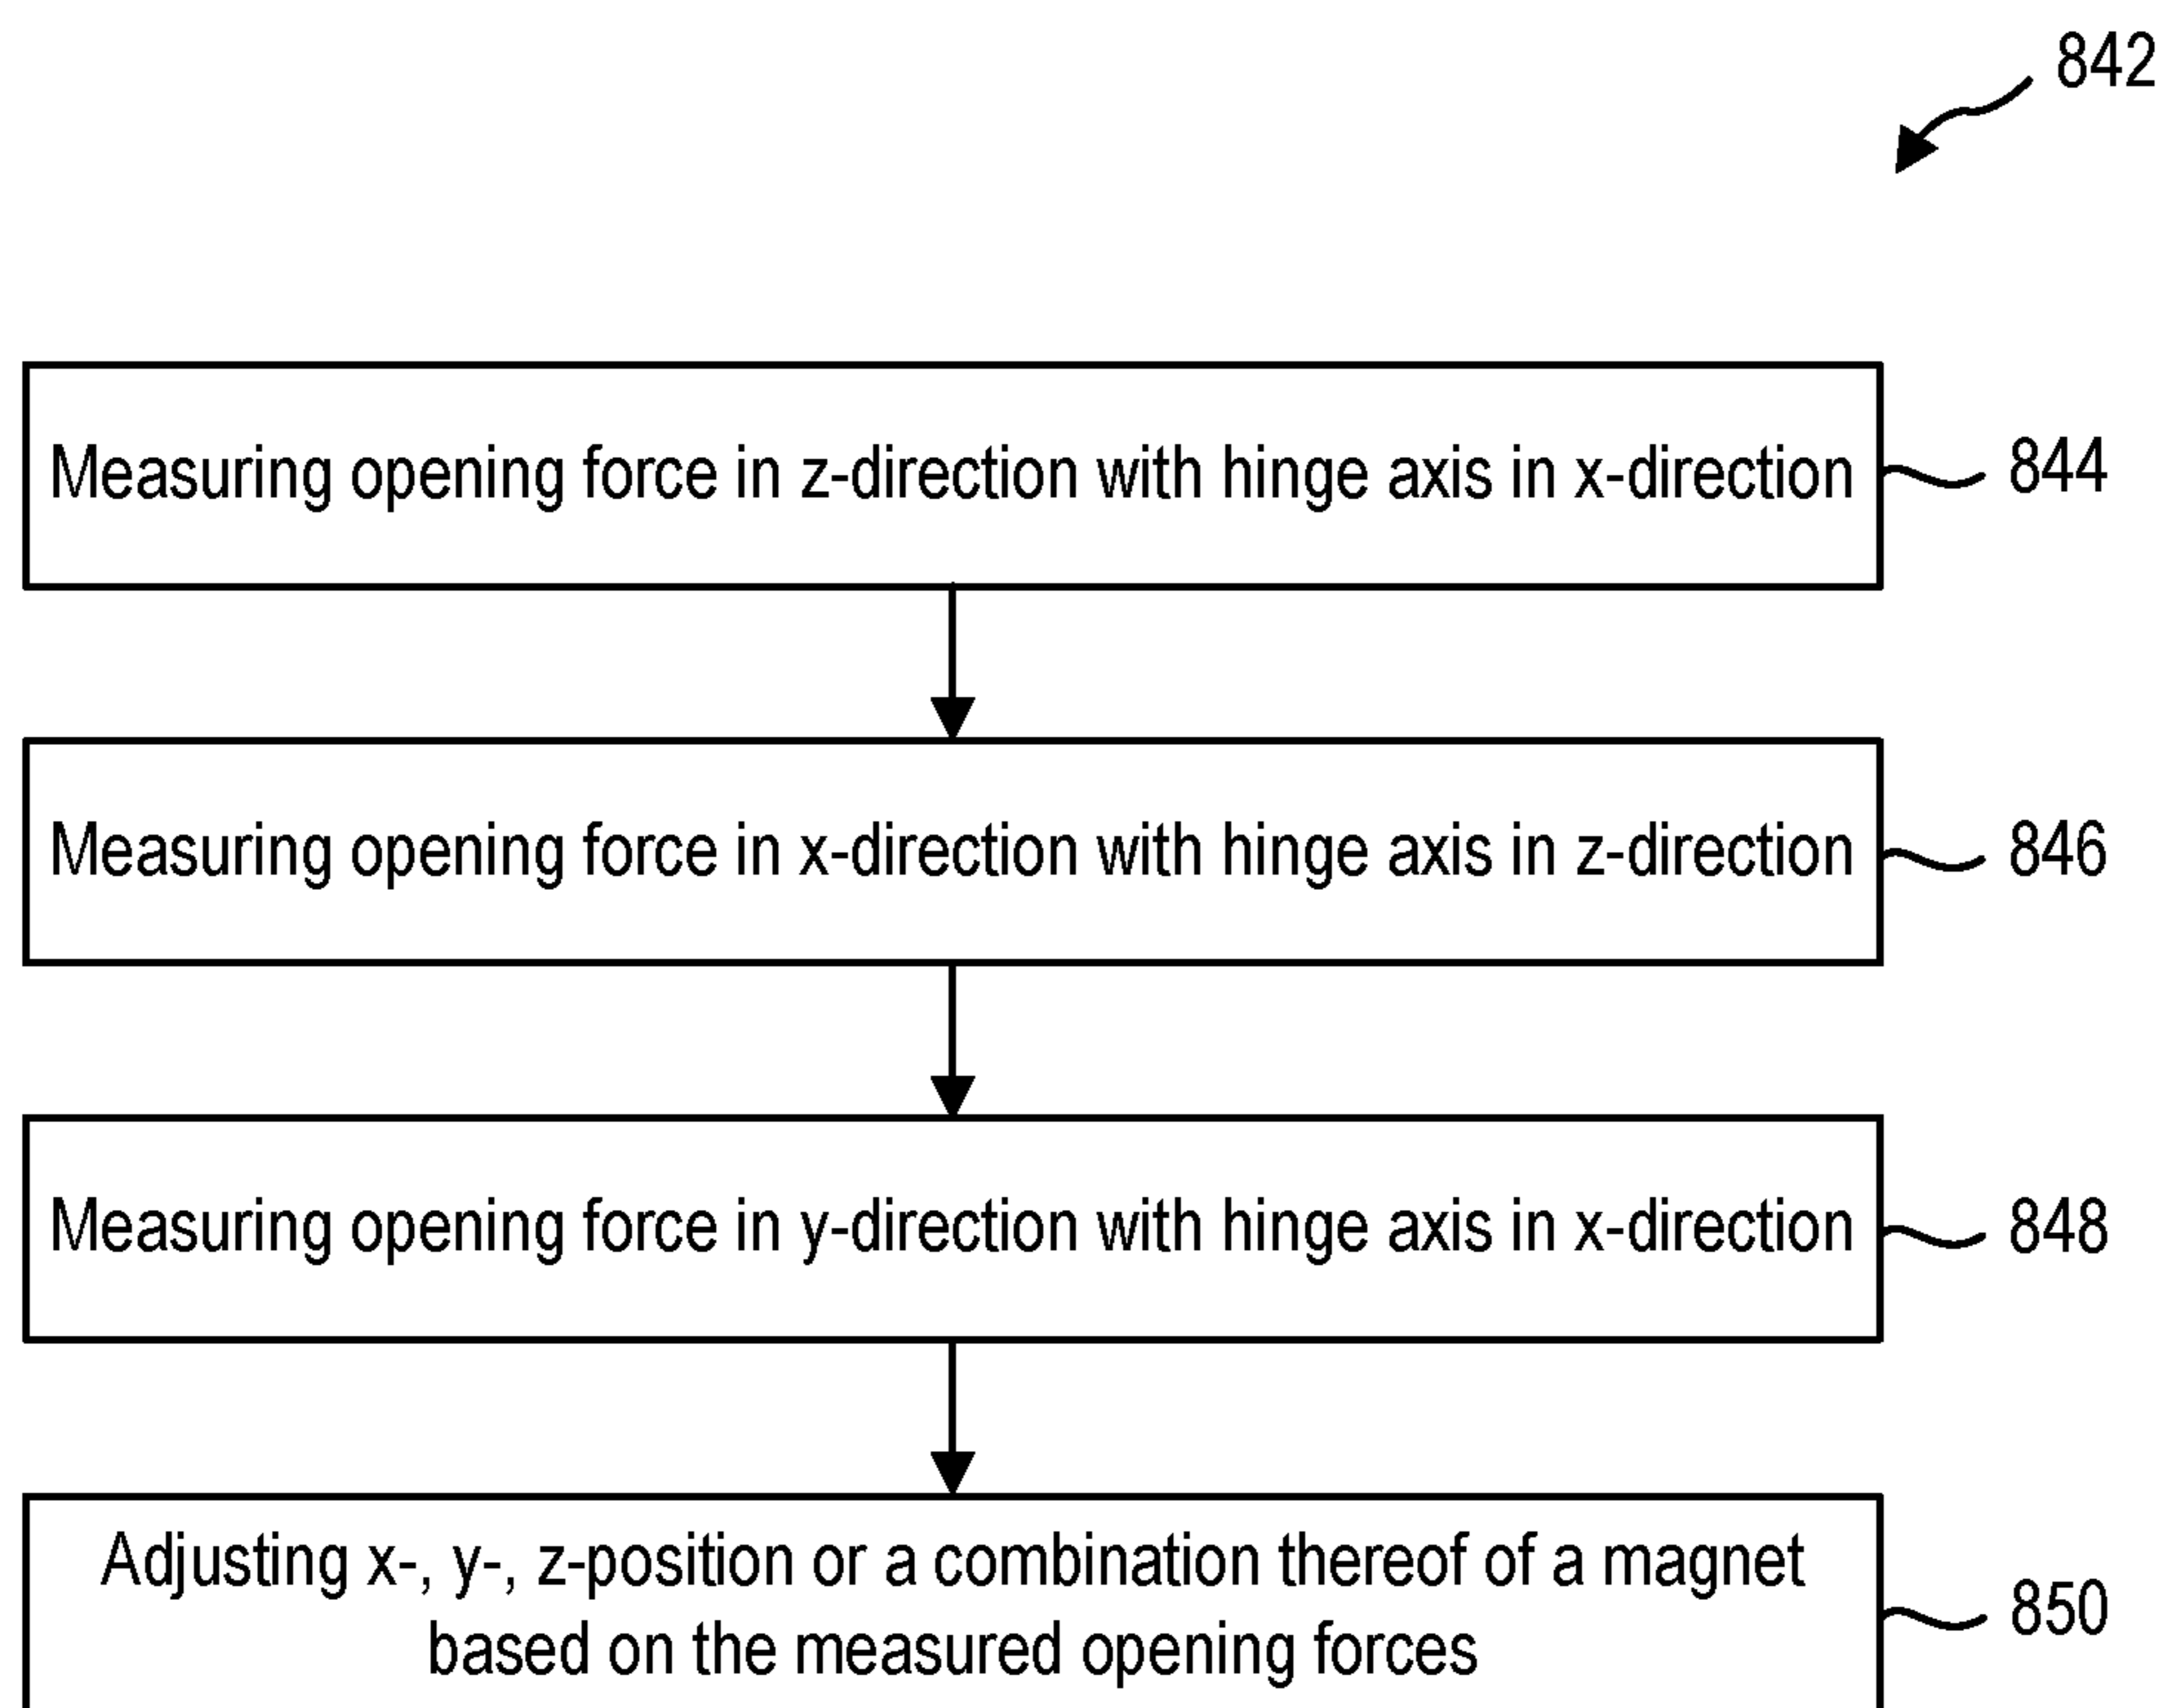 842
Measuring opening force in z-direction with hinge axis in x-direction
844
Measuring opening force in x-direction with hinge axis in z-direction
846
Measuring opening force in y-direction with hinge axis in x-direction
848
Adjusting x-, y-, z-position or a combination thereof of a magnet
based on the measured opening forces
850